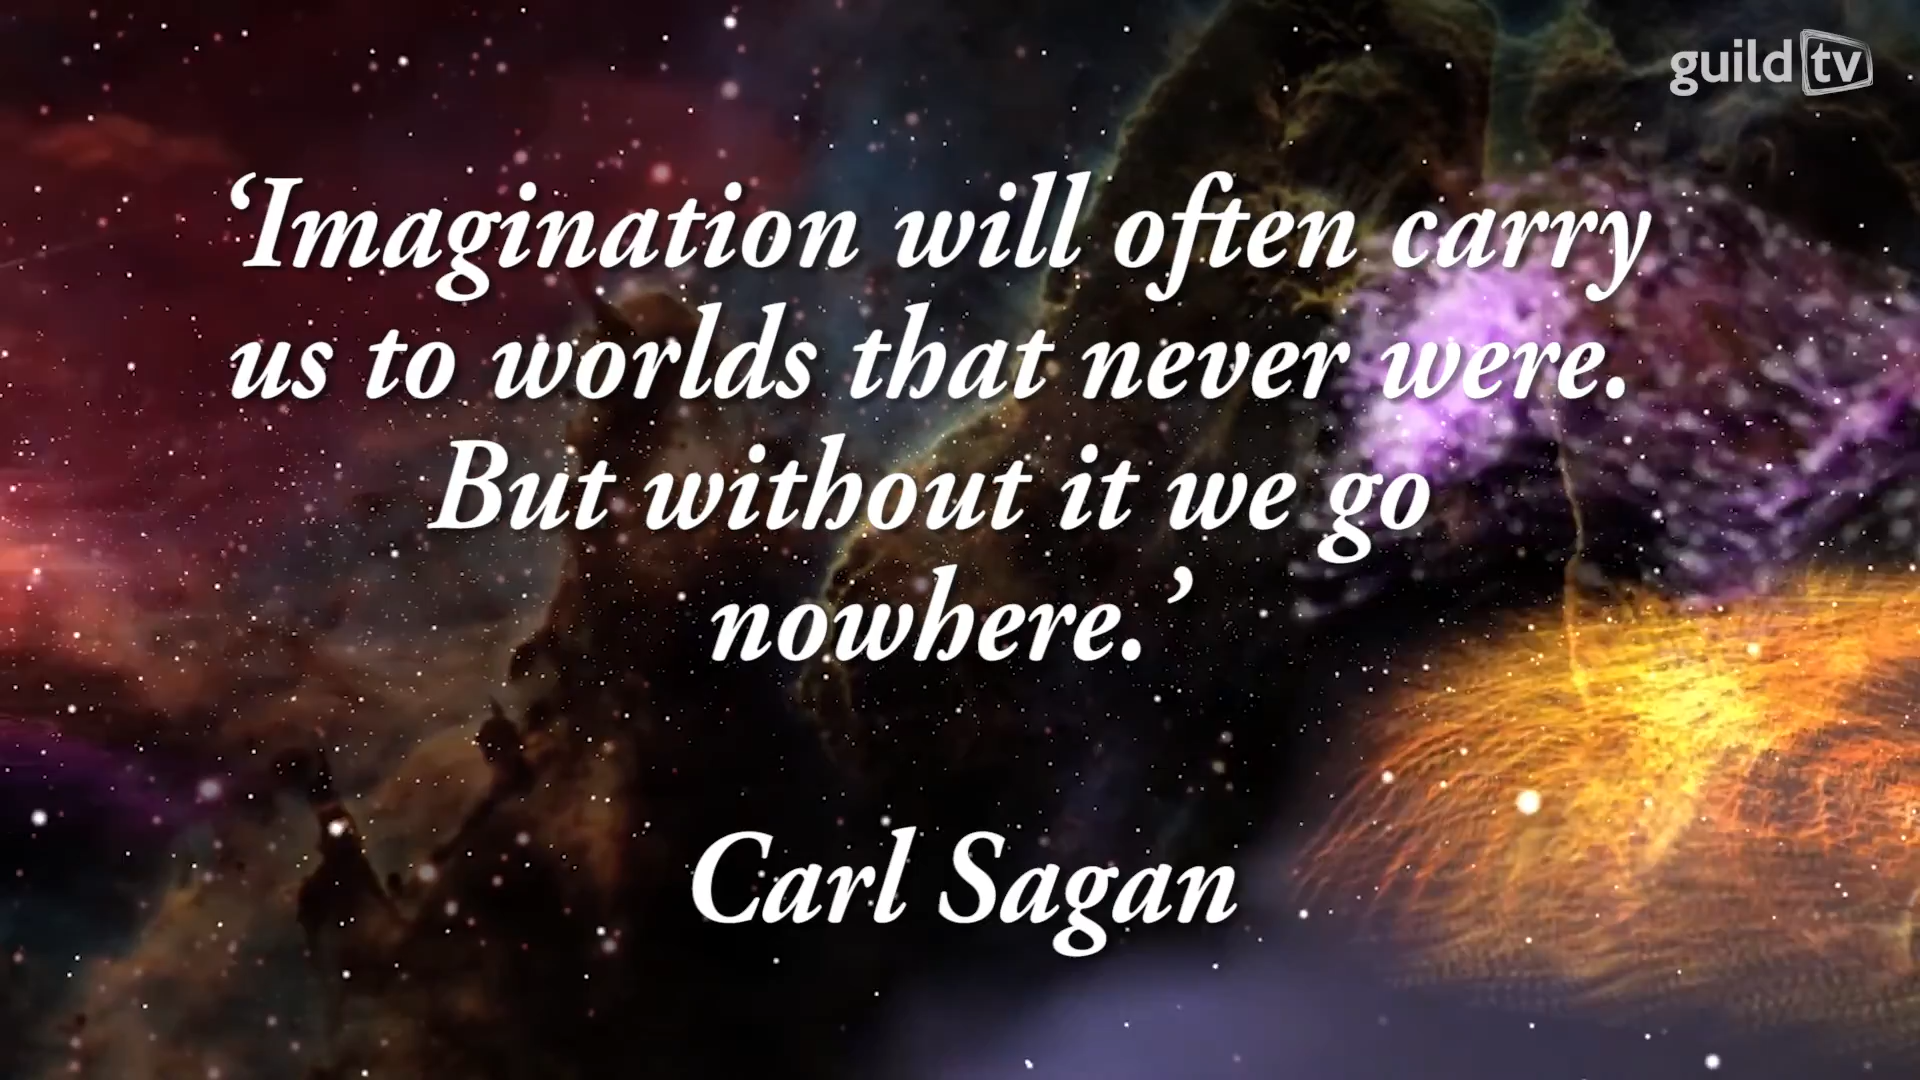 guild tv
‘Imagination will often carry
us to worlds that never were.
But without it we go
nowhere.’
Carl Sagan